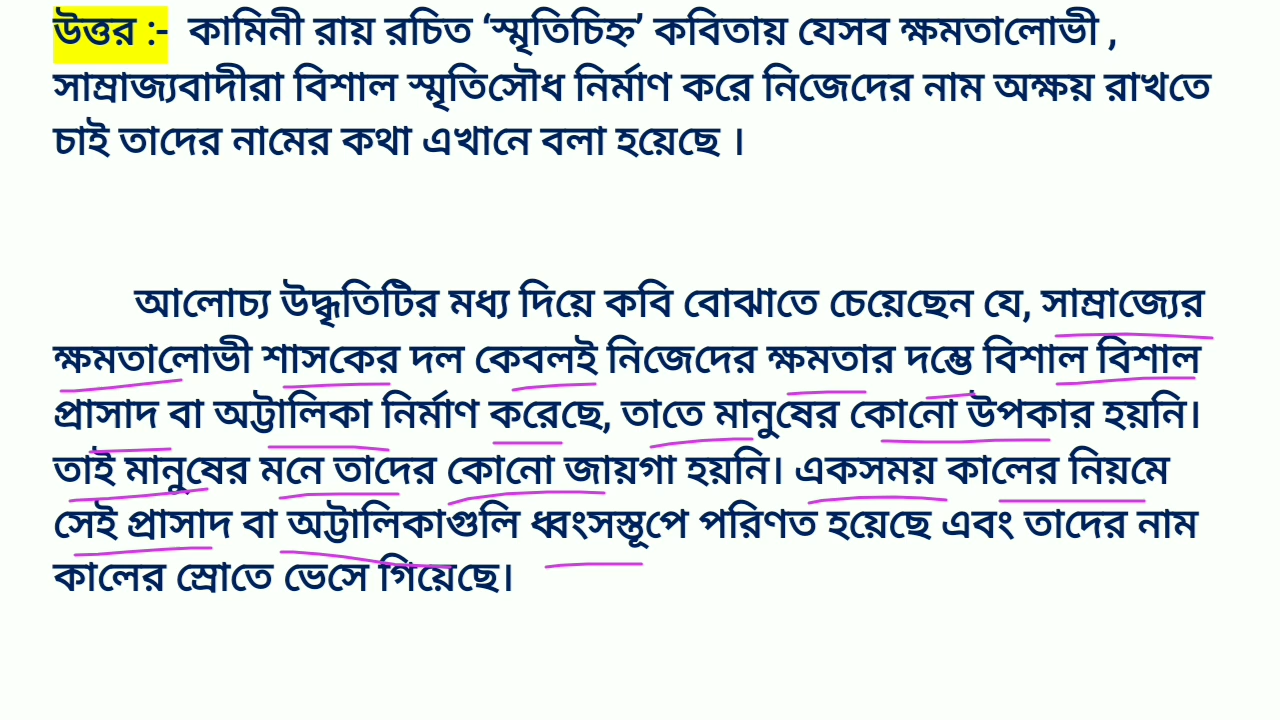 উত্তর :- কামিনী রায় রচিত ‘স্মৃতিচিহ্ন’ কবিতায় যেসব ক্ষমতালোভী ,
সাম্রাজ্যবাদীরা বিশাল স্মৃতিসৌধ নির্মাণ করে নিজেদের নাম অক্ষয় রাখতে
চাই তাদের নামের কথা এখানে বলা হয়েছে ।
আলোচ্য উদ্ধৃতিটির মধ্য দিয়ে কবি বোঝাতে চেয়েছেন যে, সাম্রাজ্যের
ক্ষমতালোভী শাসকের দল কেবলই নিজেদের ক্ষমতার দম্ভে বিশাল বিশাল
প্রাসাদ বা অট্টালিকা নির্মাণ করেছে, তাতে মানুষের কোনো উপকার হয়নি।
তাই মানুষের মনে তাদের কোনো জায়গা হয়নি। একসময় কালের নিয়মে
সেই প্রাসাদ বা অট্টালিকাগুলি ধ্বংসস্তূপে পরিণত হয়েছে এবং তাদের নাম
কালের স্রোতে ভেসে গিয়েছে।